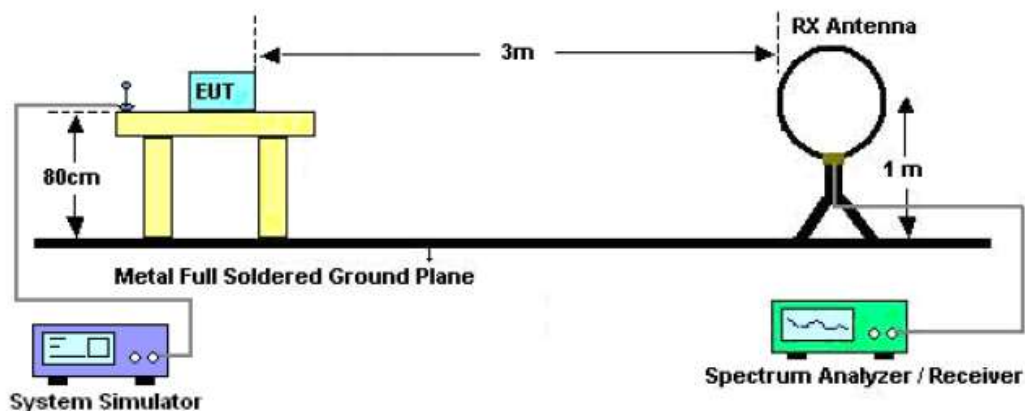 RX Antenna
3m
EUT
80cm
1 m
Metal Full Soldered Ground Plane
System Simulator
Spectrum Analyzer / Receiver